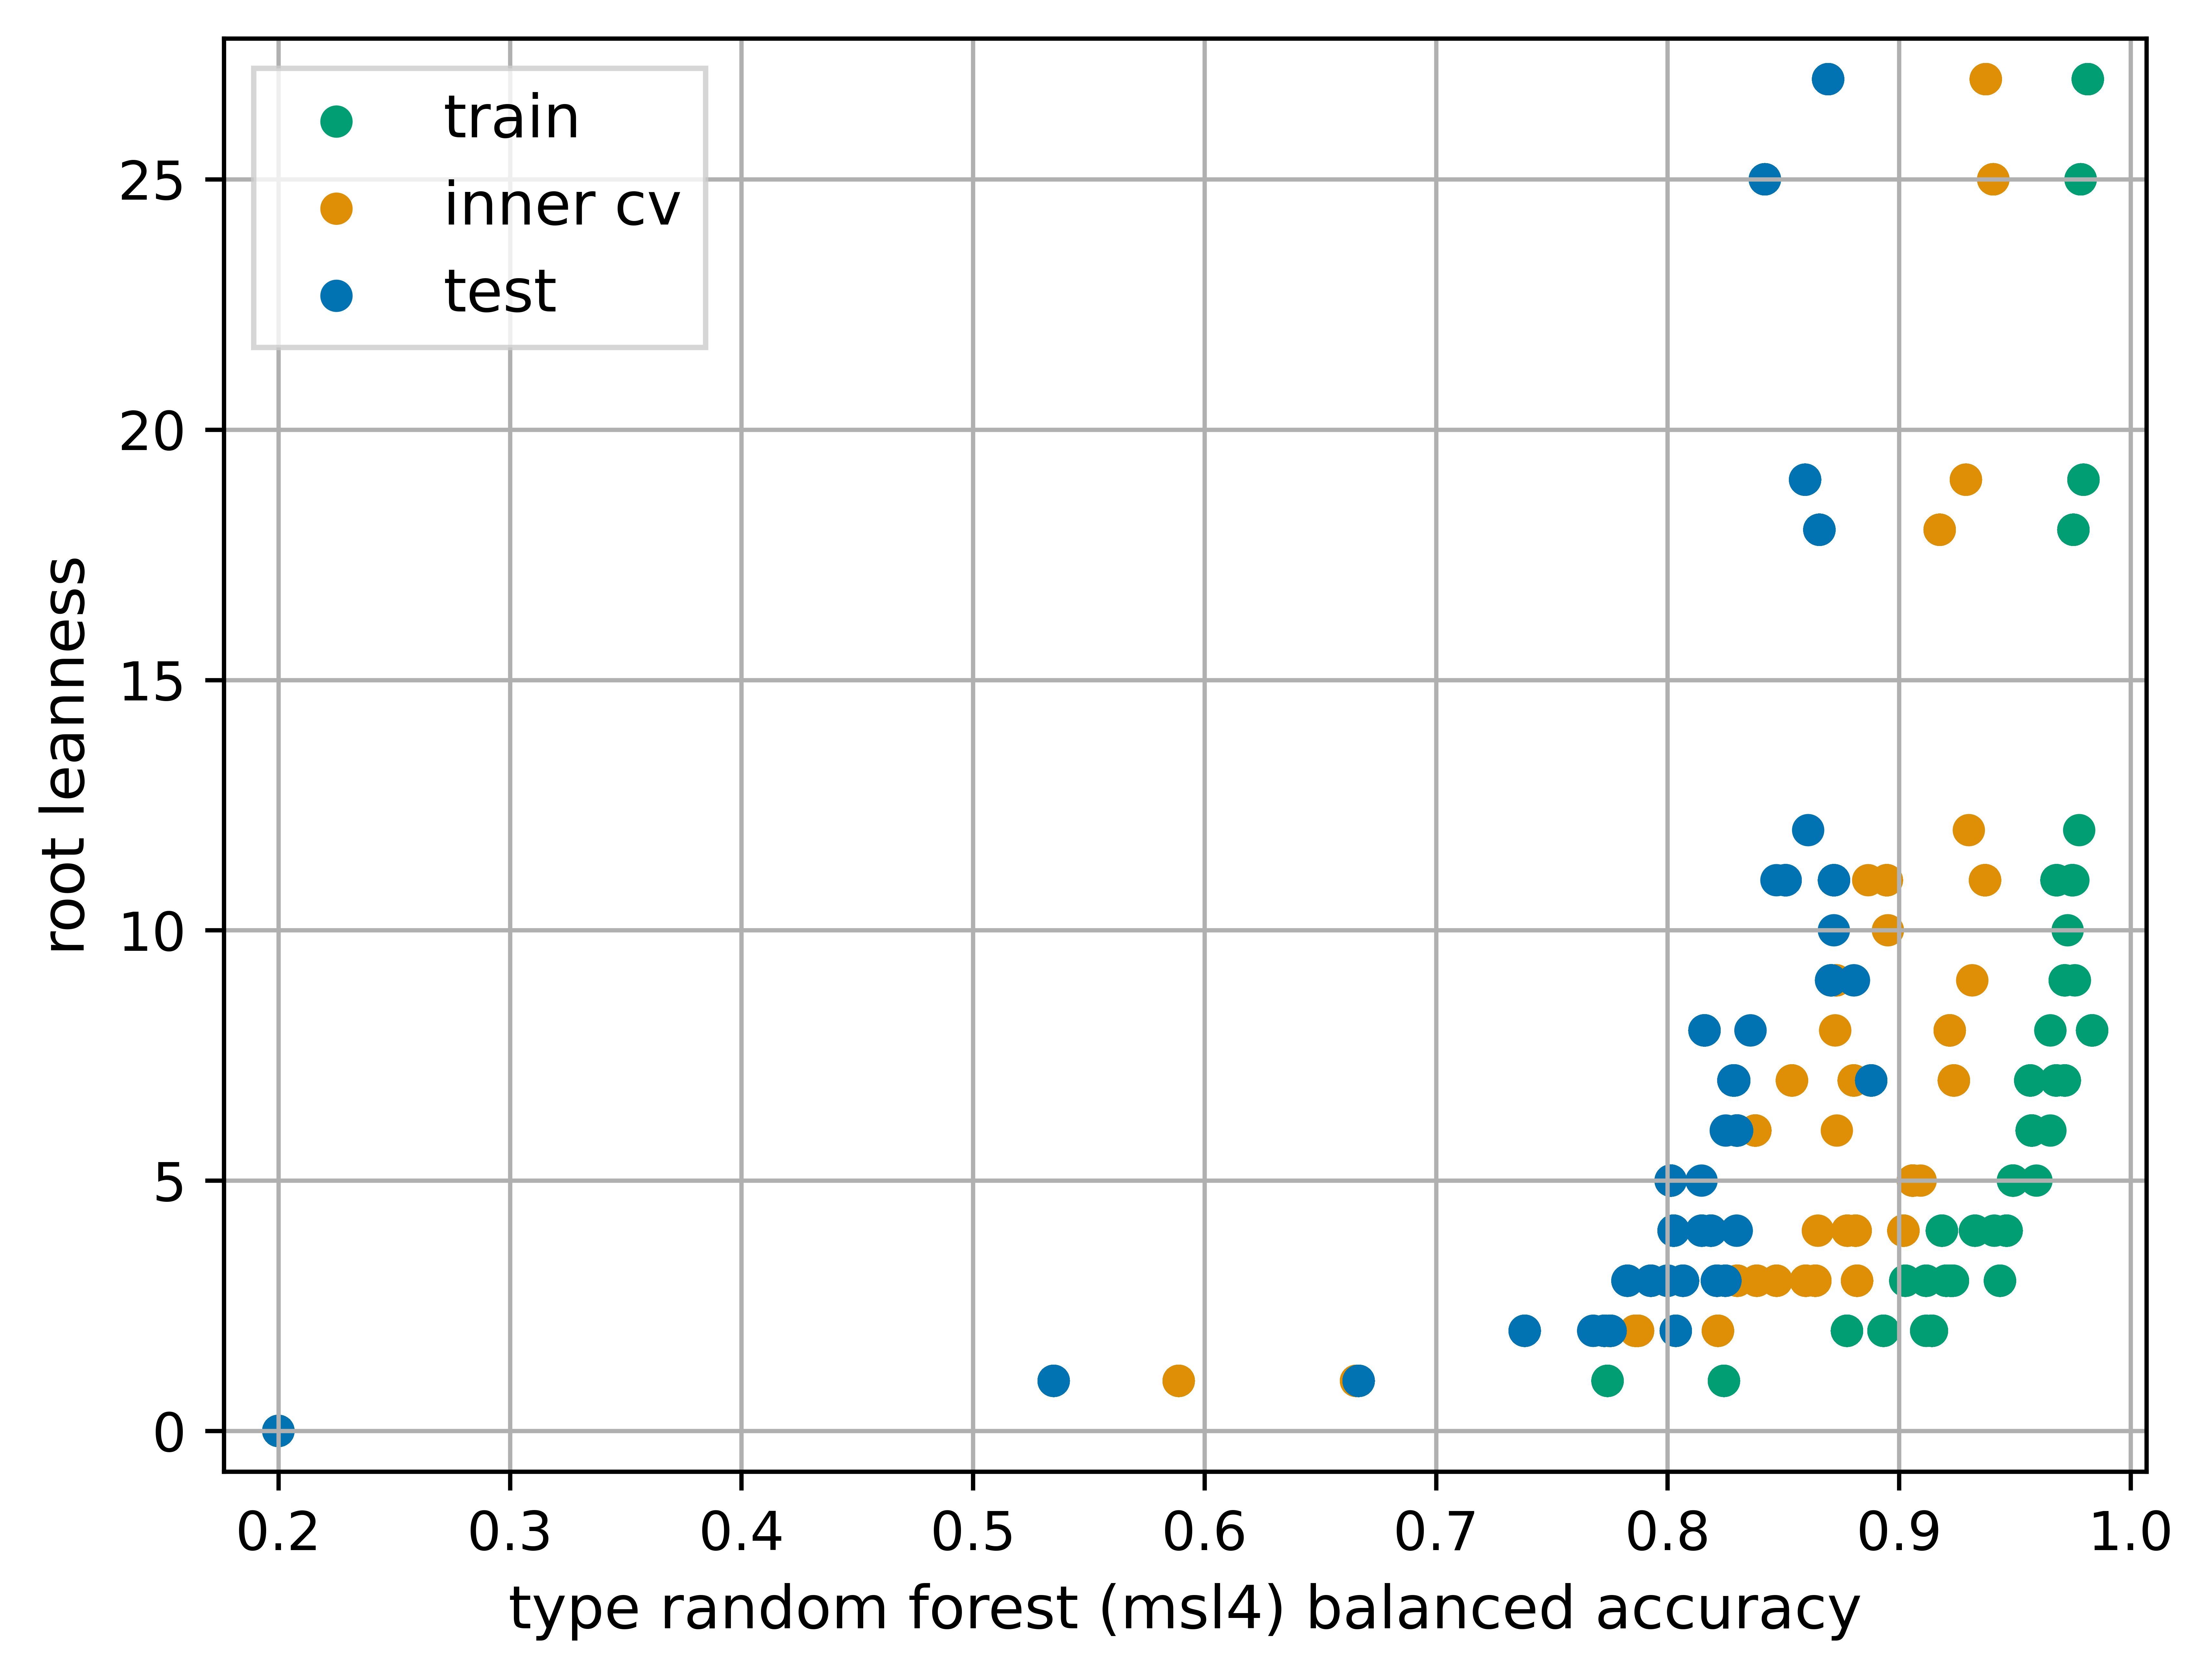 train
inner cv
test
root leanness
25
20
15
10
5
0
0.2 0.3 0.4 0.5 0.6 0.7 0.8 0.9 1.0
type random forest (msl4) balanced accuracy